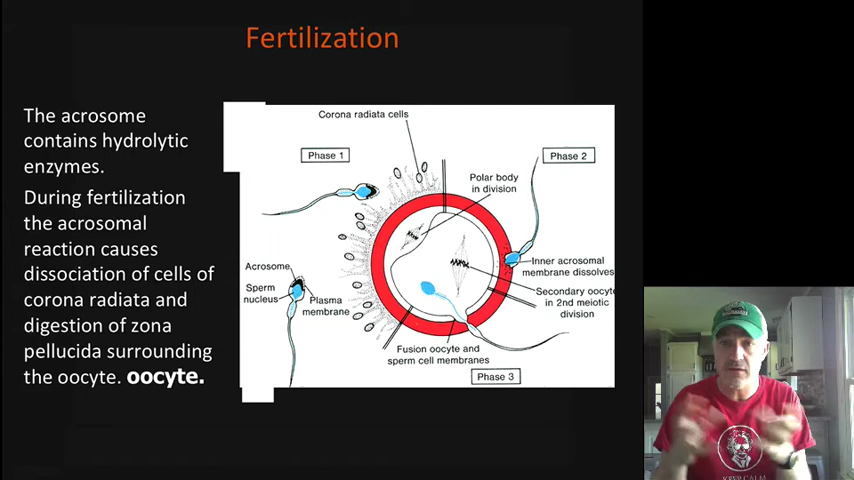 Fertilization
The acrosome
contains hydrolytic
enzymes.
During fertilization
the acrosomal
reaction causes
dissociation of cells of
corona radiata and
digestion of zona
pellucida surrounding
the oocyte. oocyte.
Corona radiata cells
Phase 1
Phase 2
Polar body
in division
Acrosome
Sperm
nucleus
Plasma
membrane
Inner acrosomal
membrane dissolves
Secondary oocyte
in 2nd meiotic
division
Fusion oocyte and
sperm cell membranes
Phase 3
KEEP CALM